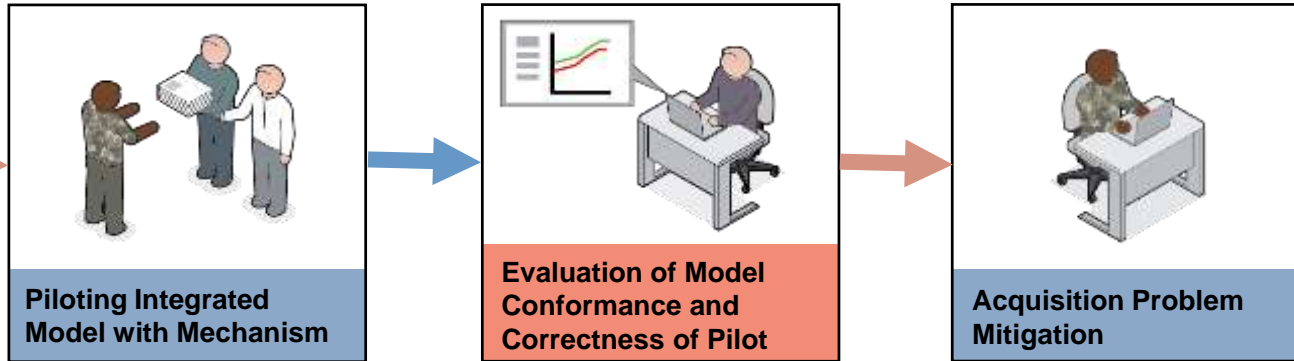 Piloting Integrated
Model with Mechanism
Evaluation of Model
Conformance and
Correctness of Pilot
Acquisition Problem
Mitigation